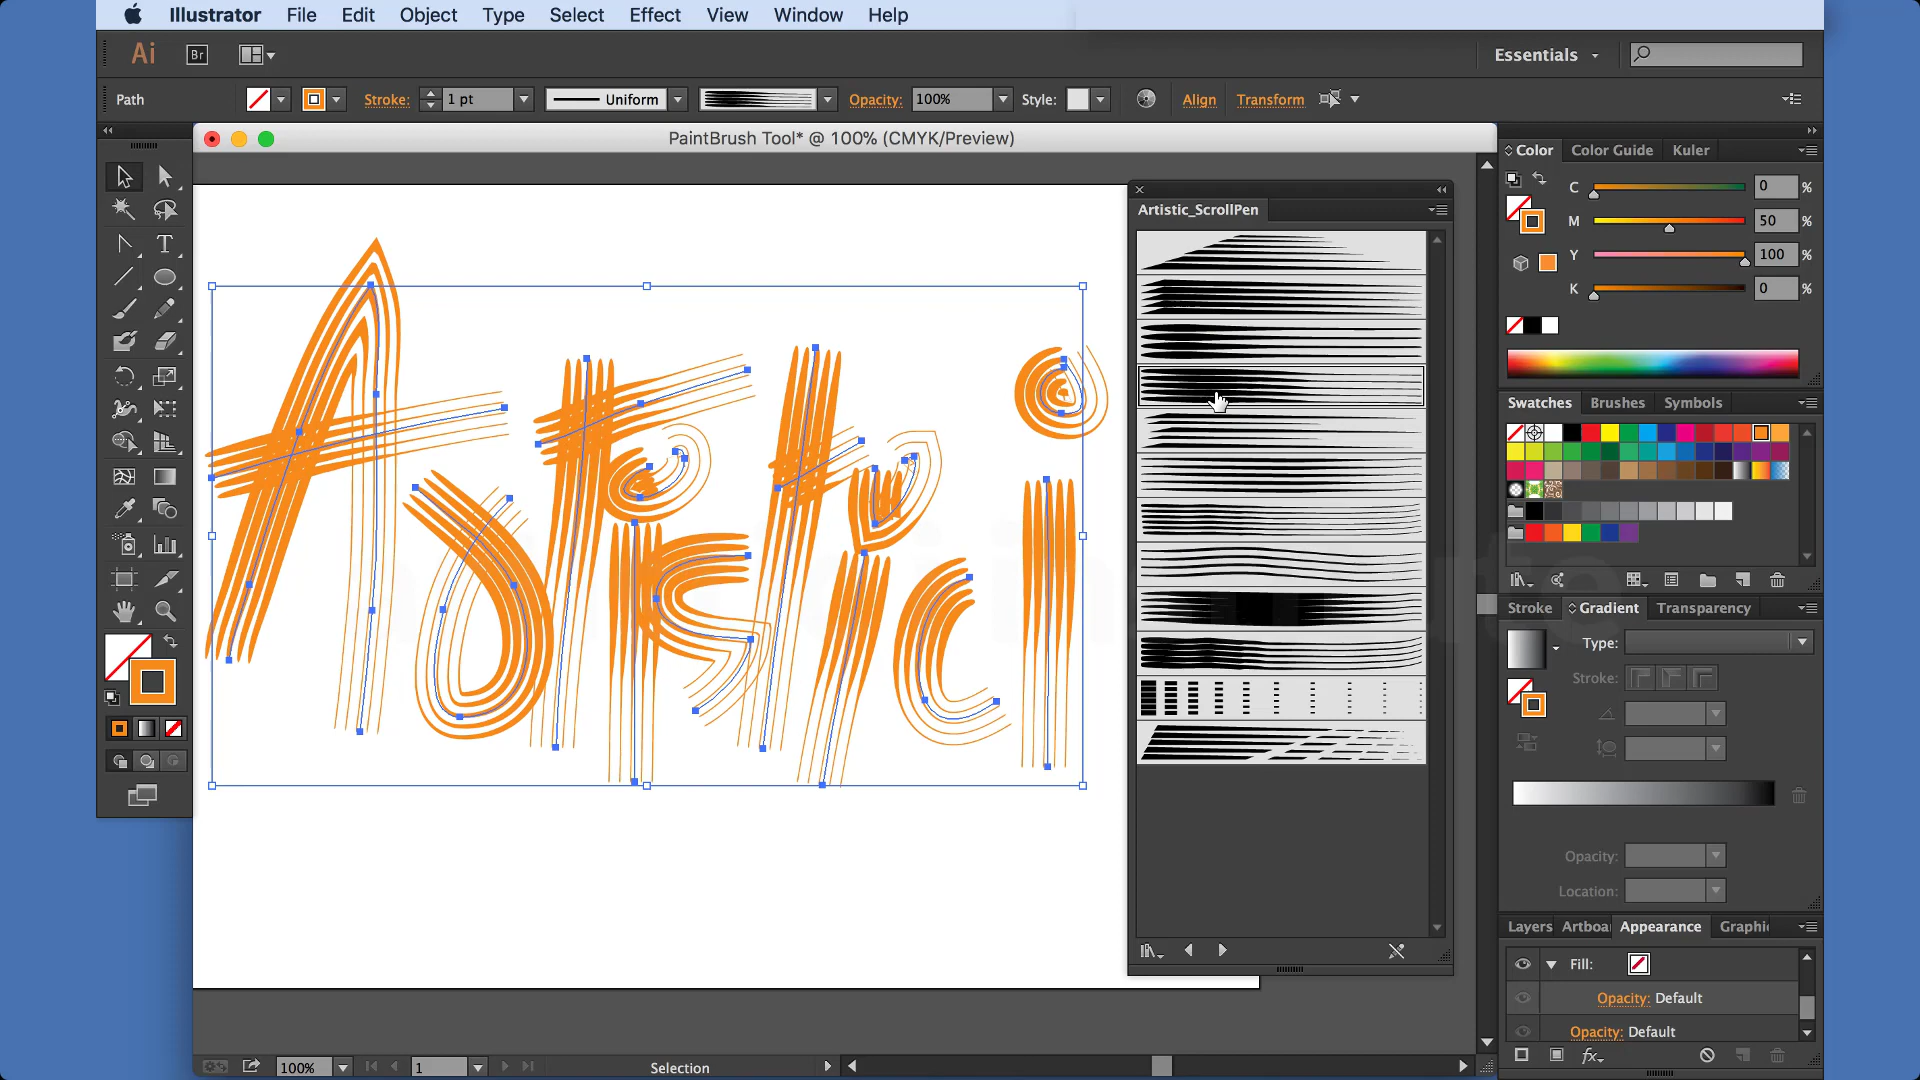 Illustrator File Edit Object Type Select Effect View Window Help
Ai Br Essentials
Path Stroke: 1 pt Uniform Opacity: 100% Style: Align Transform
PaintBrush Tool* @ 100% (CMYK/Preview)
Color Color Guide Kuler
C 0 %
M 50 %
Y 100 %
K 0 %
Artistic_ScrollPen
Swatches Brushes Symbols
Stroke Gradient Transparency
Type:
Stroke:
Opacity:
Location:
Layers Artboa Appearance Graphi
Fill:
Opacity: Default
Opacity: Default
fx
100% 1 Selection